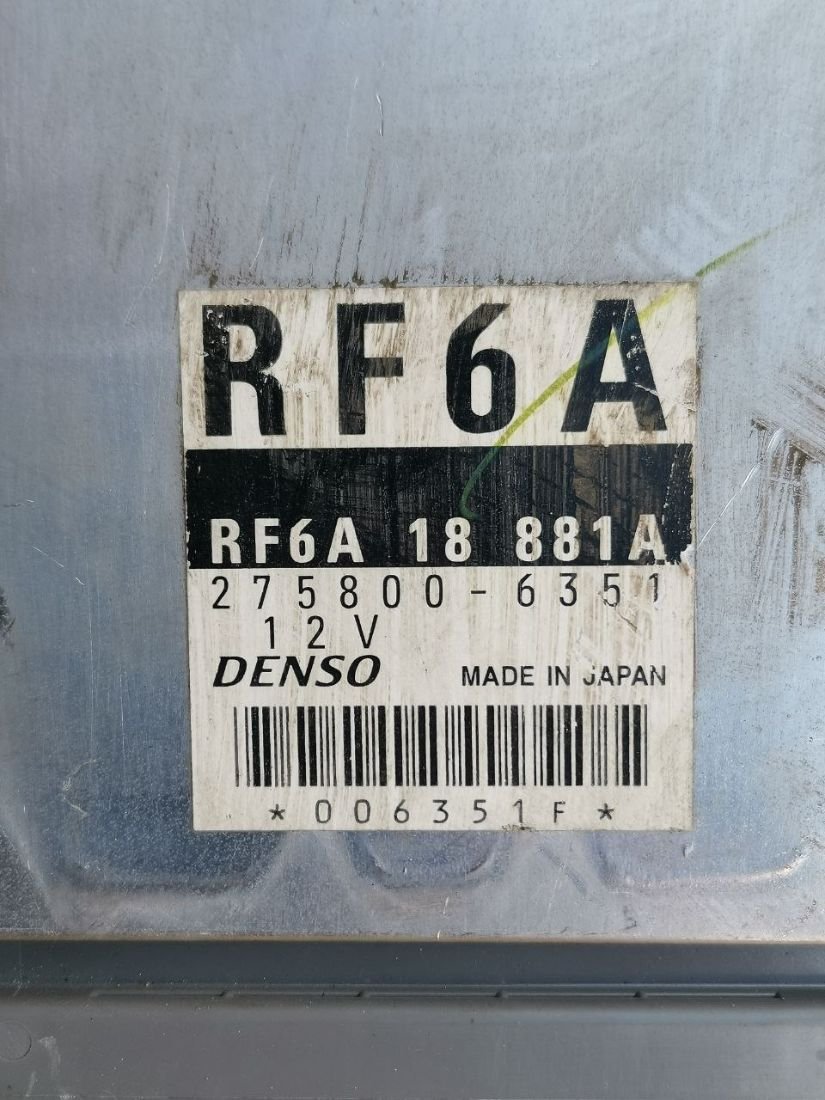 RF6A
RF6A 18 881A
275800-6351
12V
DENSO MADE IN JAPAN
*006351F*